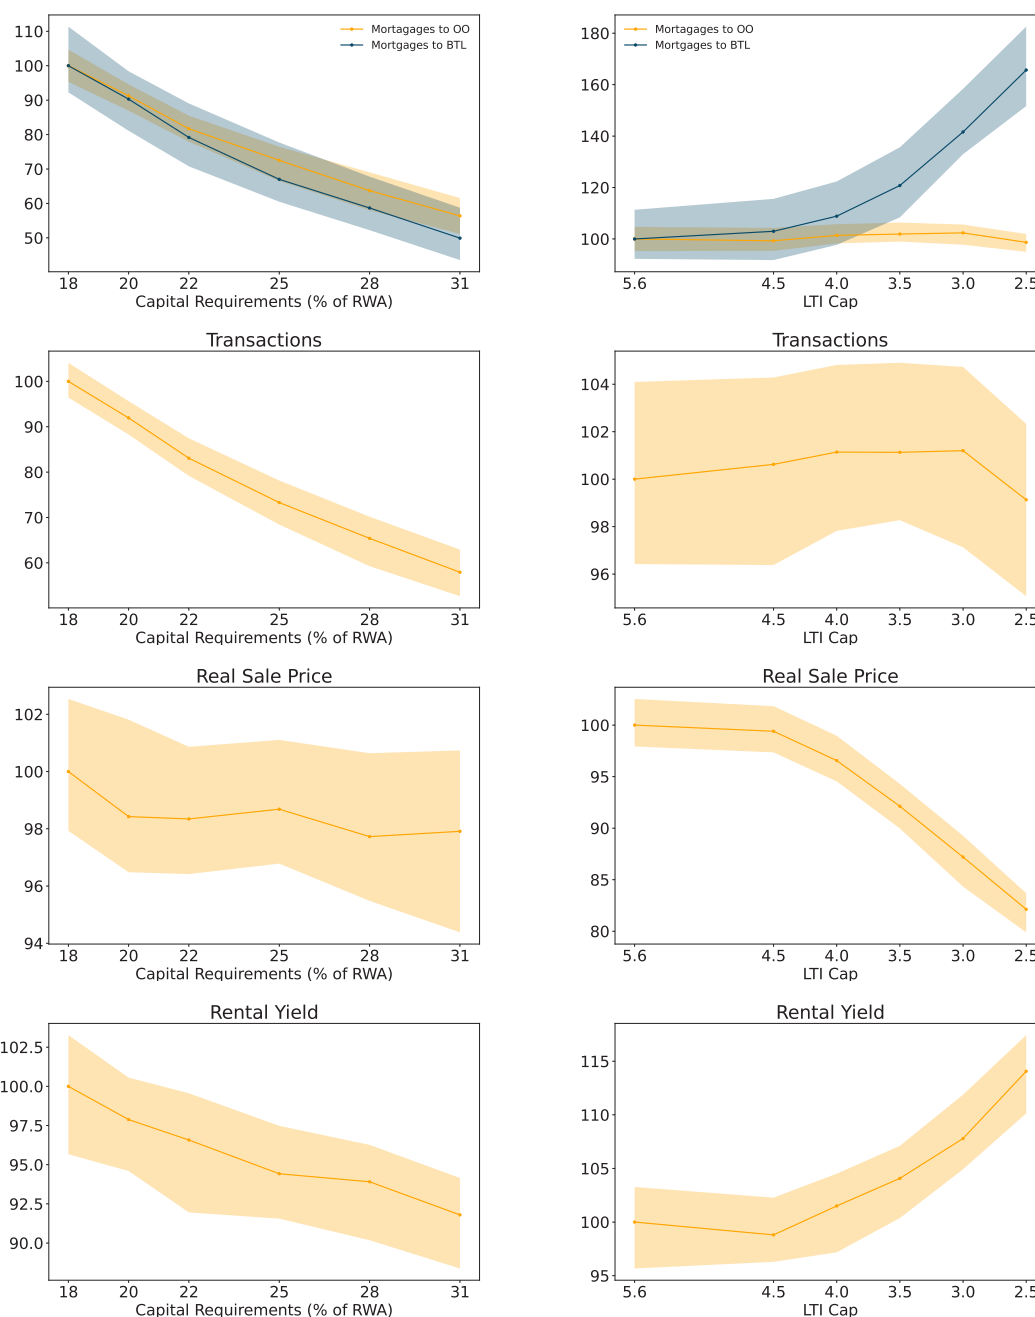 Mortagages to OO
Mortgages to BTL
110
100
90
80
70
60
50
18 20 22 25 28 31
Capital Requirements (% of RWA)
Mortagages to OO
Mortgages to BTL
180
160
140
120
100
5.6 4.5 4.0 3.5 3.0 2.5
LTI Cap
Transactions
100
90
80
70
60
18 20 22 25 28 31
Capital Requirements (% of RWA)
Transactions
104
102
100
98
96
5.6 4.5 4.0 3.5 3.0 2.5
LTI Cap
Real Sale Price
102
100
98
96
94
18 20 22 25 28 31
Capital Requirements (% of RWA)
Real Sale Price
100
95
90
85
80
5.6 4.5 4.0 3.5 3.0 2.5
LTI Cap
Rental Yield
102.5
100.0
97.5
95.0
92.5
90.0
18 20 22 25 28 31
Capital Requirements (% of RWA)
Rental Yield
115
110
105
100
95
5.6 4.5 4.0 3.5 3.0 2.5
LTI Cap